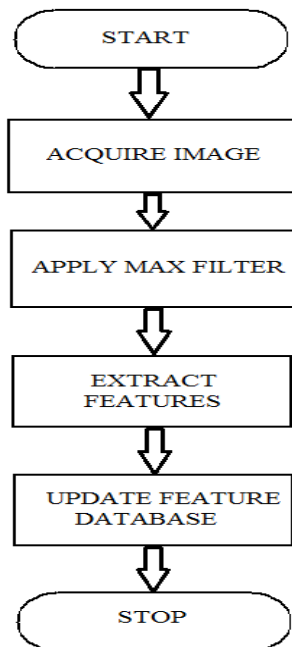 START
ACQUIRE IMAGE
APPLY MAX FILTER
EXTRACT
FEATURES
UPDATE FEATURE
DATABASE
STOP